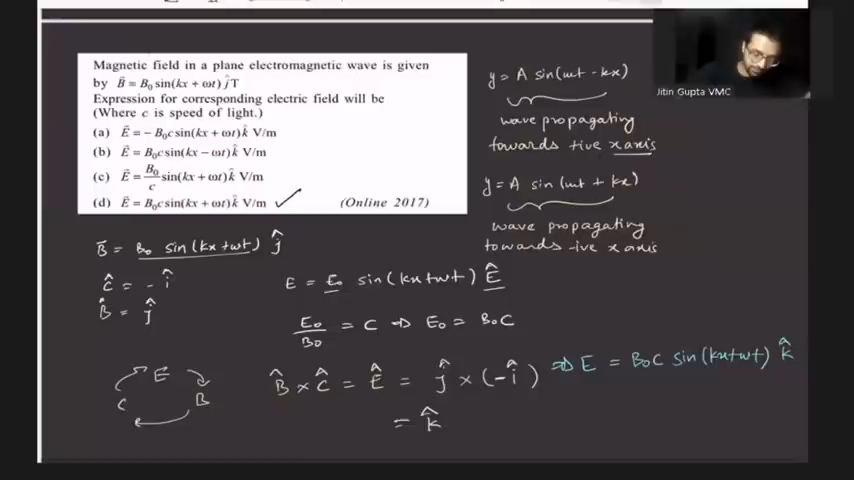 Magnetic field in a plane electromagnetic wave is given
by B⃗ = B₀ sin(kx + ωt) ĵ T
Expression for corresponding electric field will be
(Where c is speed of light.)
(a) E⃗ = − B₀c sin(kx + ωt) k̂ V/m
(b) E⃗ = B₀c sin(kx − ωt) k̂ V/m
(c) E⃗ = B₀/c sin(kx + ωt) k̂ V/m
(d) E⃗ = B₀c sin(kx + ωt) k̂ V/m ✓ (Online 2017)
Jitin Gupta VMC
y = A sin(ωt - kx)
wave propagating
towards +ive x axis
y = A sin (ωt + kx)
wave propagating
towards -ive x axis
B̅ = B₀ sin(kx+ωt) ĵ
Ĉ = - î
B̂ = ĵ
E = E₀ sin(kx+ωt) Ê
E₀/B₀ = C ⇒ E₀ = B₀C
E
C B
B̂ × Ĉ = Ê = ĵ × (-î) ⇒ E = B₀C sin(kx+ωt) k̂
= k̂